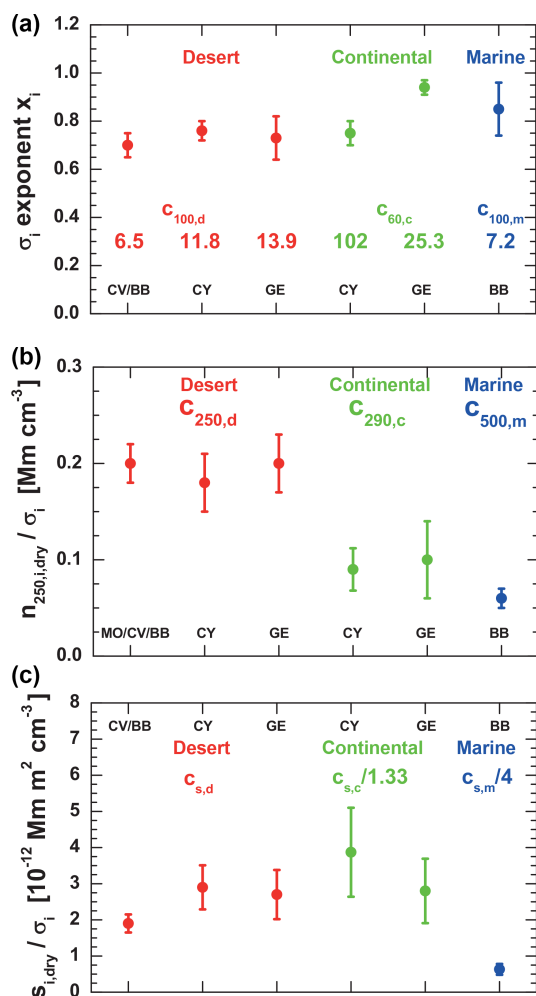 (a)
1.2
1.0
0.8
0.6
0.4
0.2
0.0
σi exponent xi
Desert Continental Marine
c100,d c60,c c100,m
6.5 11.8 13.9 102 25.3 7.2
CV/BB CY GE CY GE BB
(b)
0.3
0.2
0.1
0.0
n250,i,dry / σi [Mm cm-3]
Desert Continental Marine
c250,d c290,c c500,m
MO/CV/BB CY GE CY GE BB
(c)
8
7
6
5
4
3
2
1
0
si,dry / σi [10-12 Mm m2 cm-3]
CV/BB CY GE CY GE BB
Desert Continental Marine
cs,d cs,c/1.33 cs,m/4